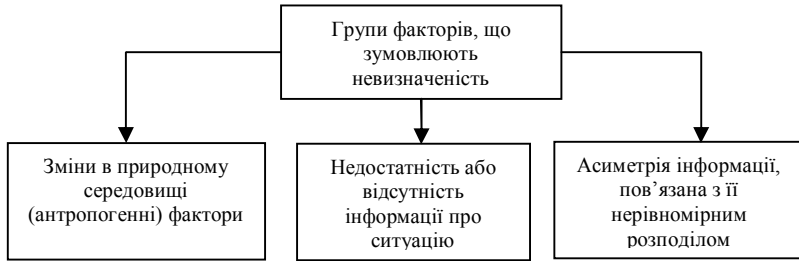 Групи факторів, що
зумовлюють
невизначеність
Зміни в природному
середовищі
(антропогенні) фактори
Недостатність або
відсутність
інформації про
ситуацію
Асиметрія інформації,
пов’язана з її
нерівномірним
розподілом